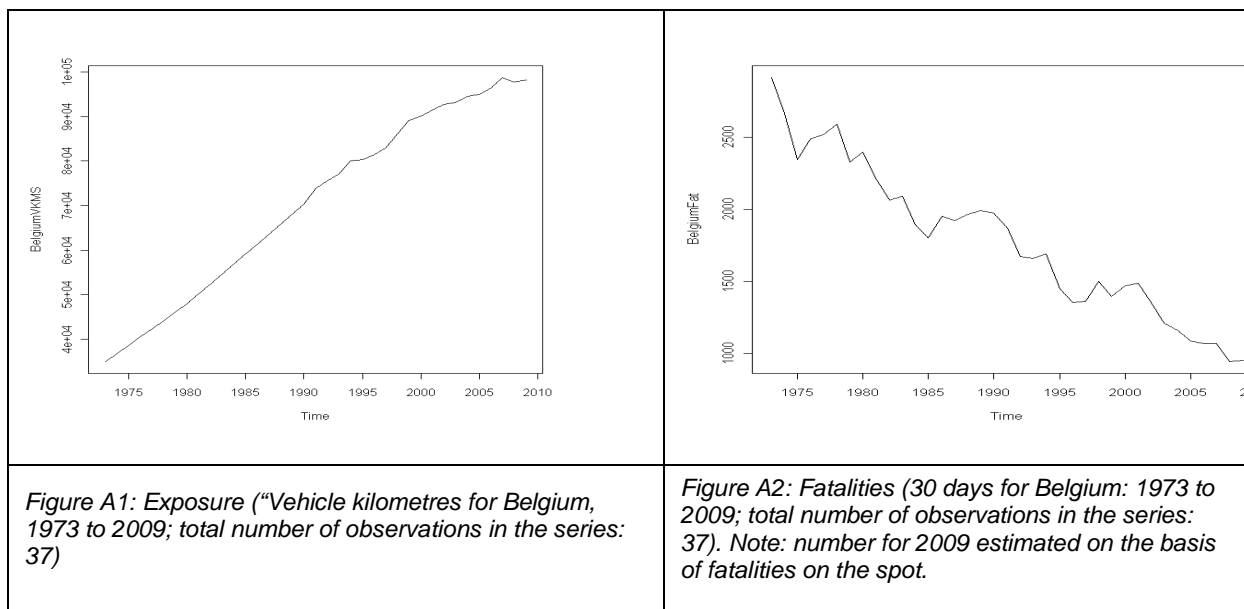 1e+05
9e+04
8e+04
7e+04
6e+04
5e+04
4e+04
BelgiumVKMS
1975 1980 1985 1990 1995 2000 2005 2010
Time
2500
2000
1500
1000
BelgiumFat
1975 1980 1985 1990 1995 2000 2005
Time
Figure A1: Exposure (“Vehicle kilometres for Belgium,
1973 to 2009; total number of observations in the series:
37)
Figure A2: Fatalities (30 days for Belgium: 1973 to
2009; total number of observations in the series:
37). Note: number for 2009 estimated on the basis
of fatalities on the spot.